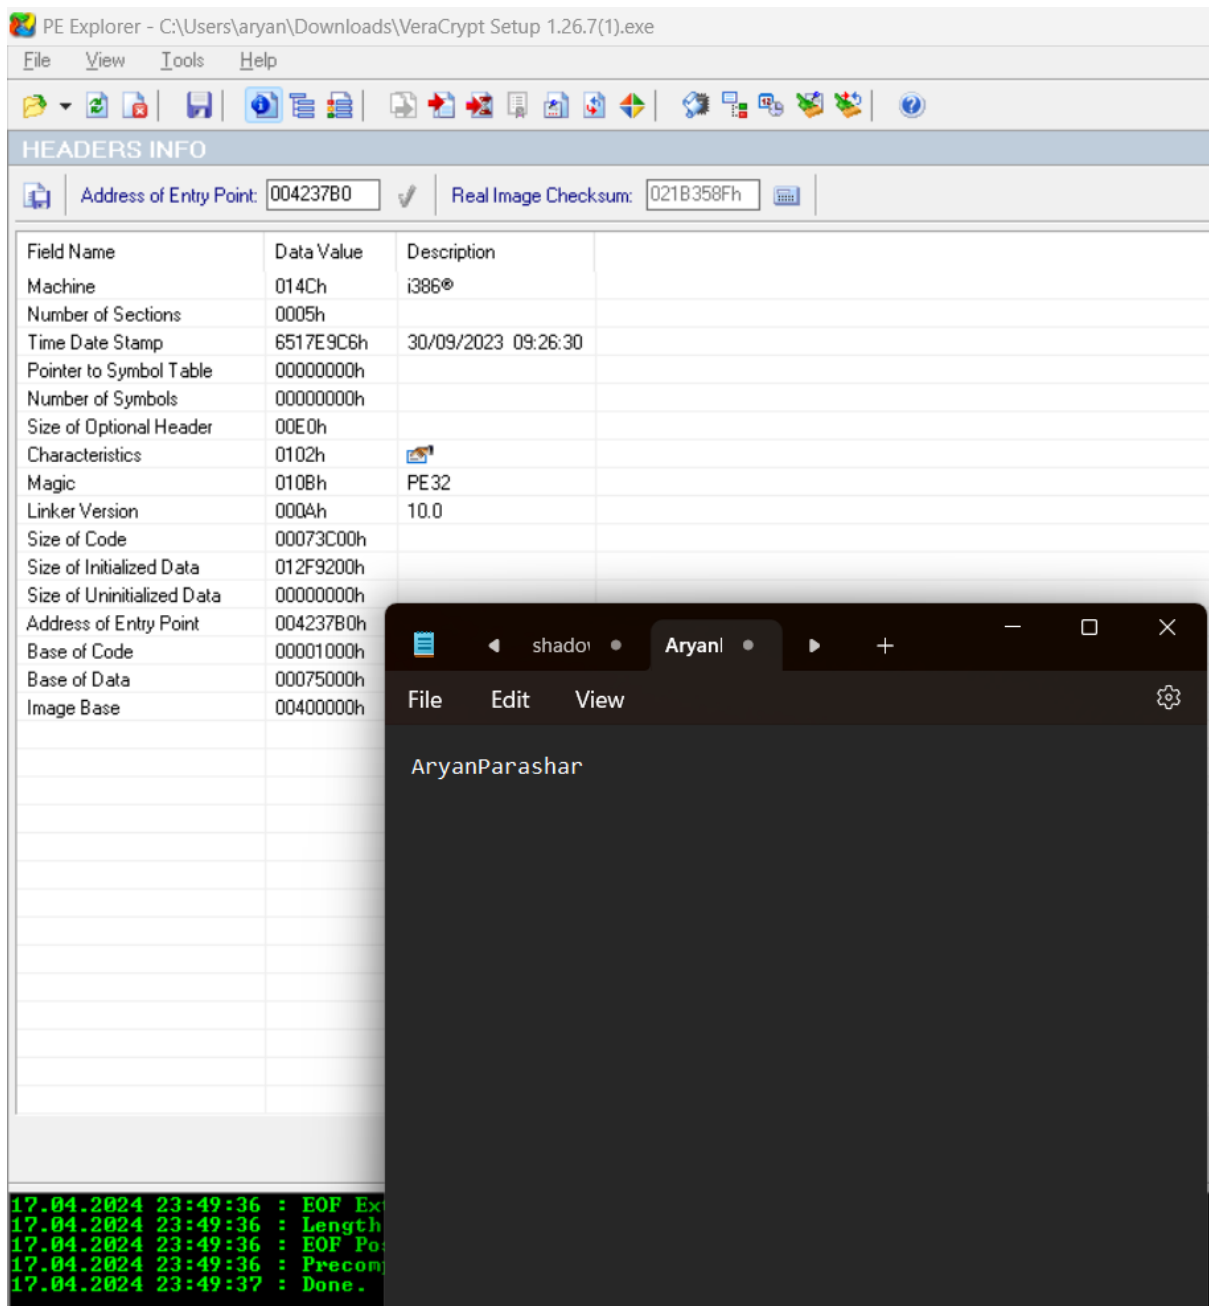 PE Explorer - C:\Users\aryan\Downloads\VeraCrypt Setup 1.26.7(1).exe
File View Tools Help
HEADERS INFO
Address of Entry Point: 004237B0 Real Image Checksum: 021B358Fh
Field Name Data Value Description
Machine 014Ch i386®
Number of Sections 0005h
Time Date Stamp 6517E9C6h 30/09/2023 09:26:30
Pointer to Symbol Table 00000000h
Number of Symbols 00000000h
Size of Optional Header 00E0h
Characteristics 0102h
Magic 010Bh PE32
Linker Version 000Ah 10.0
Size of Code 00073C00h
Size of Initialized Data 012F9200h
Size of Uninitialized Data 00000000h
Address of Entry Point 004237B0h
Base of Code 00001000h
Base of Data 00075000h
Image Base 00400000h
shado Aryan
File Edit View
AryanParashar
17.04.2024 23:49:36 : EOF Ex
17.04.2024 23:49:36 : Length
17.04.2024 23:49:36 : EOF Po
17.04.2024 23:49:36 : Precom
17.04.2024 23:49:37 : Done.